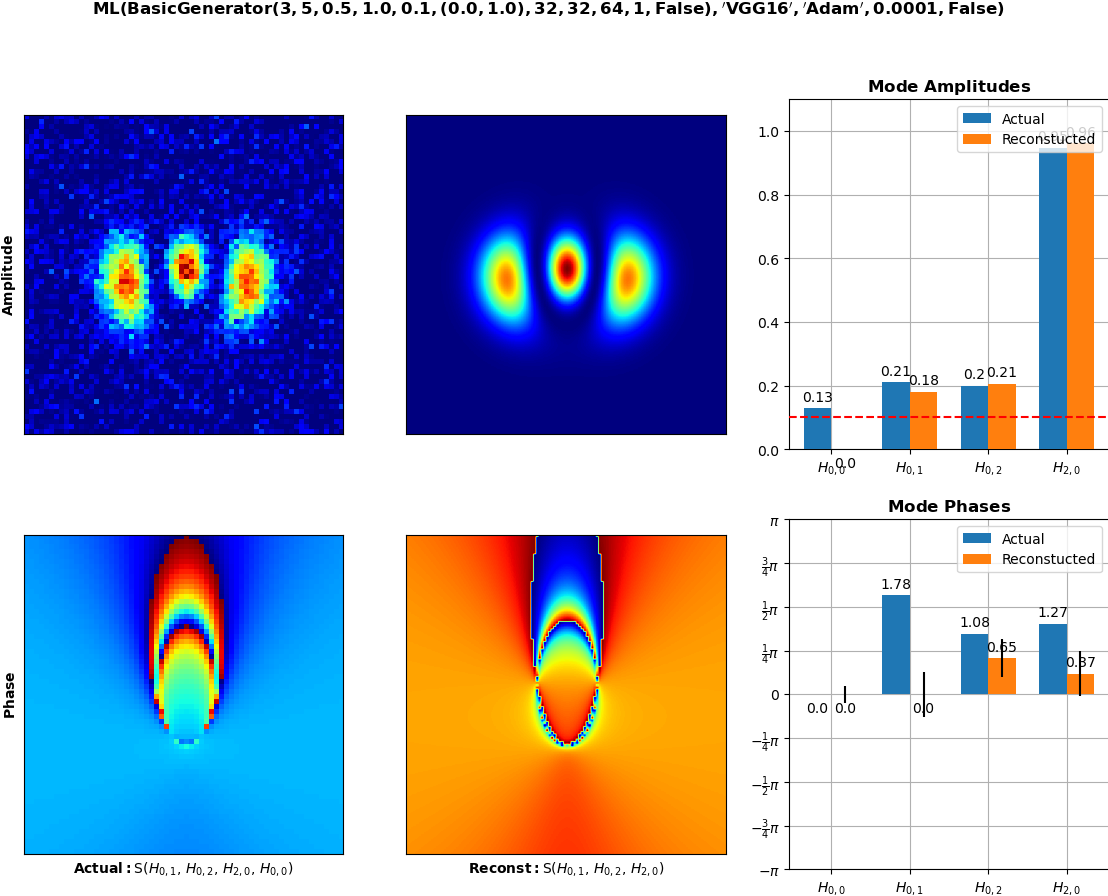 ML(BasicGenerator(3, 5, 0.5, 1.0, 0.1, (0.0, 1.0), 32, 32, 64, 1, False), 'VGG16', 'Adam', 0.0001, False)
Mode Amplitudes
Amplitude
Actual
Reconstucted
1.0
0.8
0.6
0.4
0.2
0.0
0.13
0.0
0.21
0.18
0.2
0.21
0.96
H0,0
H0,1
H0,2
H2,0
Mode Phases
Phase
Actual
Reconstucted
π
3/4π
1/2π
1/4π
0
−1/4π
−1/2π
−3/4π
−π
0.0
0.0
1.78
0.0
1.08
0.65
1.27
0.37
H0,0
H0,1
H0,2
H2,0
Actual: S(H0,1, H0,2, H2,0, H0,0)
Reconst: S(H0,1, H0,2, H2,0)